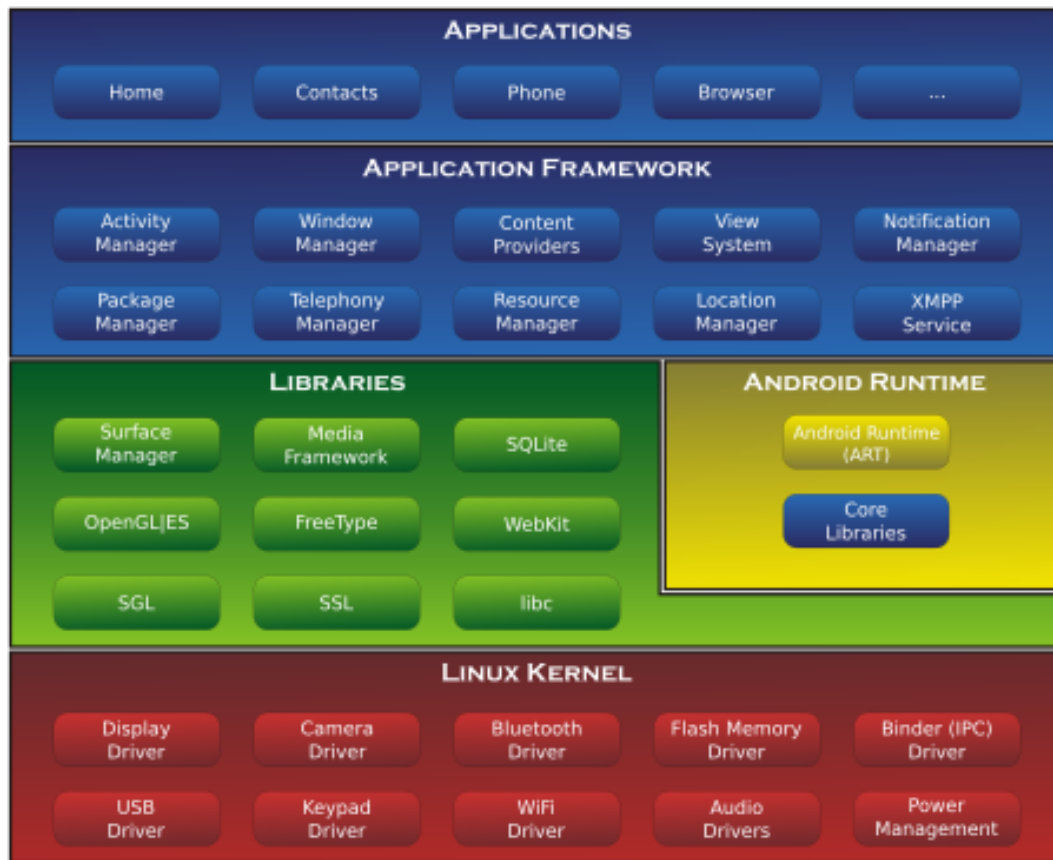 APPLICATIONS
Home
Contacts
Phone
Browser
...
APPLICATION FRAMEWORK
Activity
Manager
Window
Manager
Content
Providers
View
System
Notification
Manager
Package
Manager
Telephony
Manager
Resource
Manager
Location
Manager
XMPP
Service
LIBRARIES
Surface
Manager
Media
Framework
SQLite
OpenGL|ES
FreeType
WebKit
SGL
SSL
libc
ANDROID RUNTIME
Android Runtime
(ART)
Core
Libraries
LINUX KERNEL
Display
Driver
Camera
Driver
Bluetooth
Driver
Flash Memory
Driver
Binder (IPC)
Driver
USB
Driver
Keypad
Driver
WiFi
Driver
Audio
Drivers
Power
Management